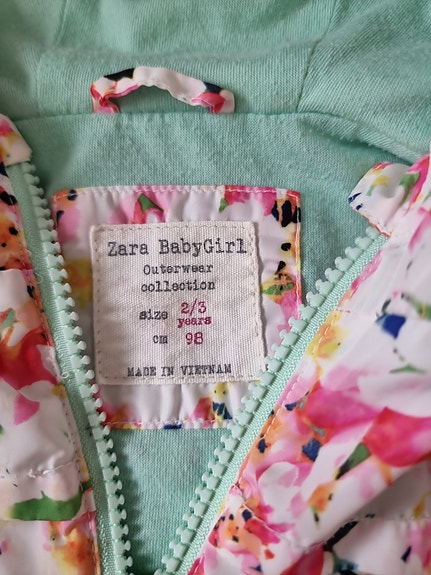 Zara BabyGirl
Outerwear
collection
size 2/3
years
cm 98
MADE IN VIETNAM